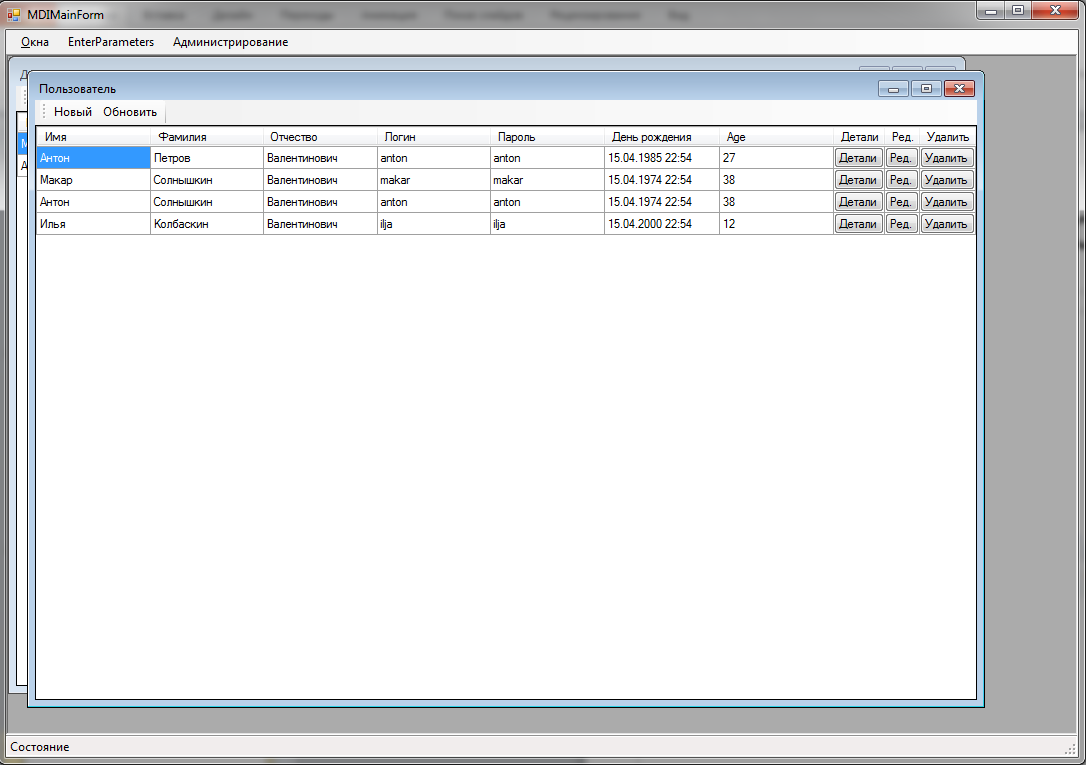 MDIMainForm
Окна EnterParameters Администрирование
Пользователь
Новый Обновить
Имя Фамилия Отчество Логин Пароль День рождения Age Детали Ред. Удалить
Антон Петров Валентинович anton anton 15.04.1985 22:54 27 Детали Ред. Удалить
Макар Солнышкин Валентинович makar makar 15.04.1974 22:54 38 Детали Ред. Удалить
Антон Солнышкин Валентинович anton anton 15.04.1974 22:54 38 Детали Ред. Удалить
Илья Колбаскин Валентинович ilja ilja 15.04.2000 22:54 12 Детали Ред. Удалить
Состояние